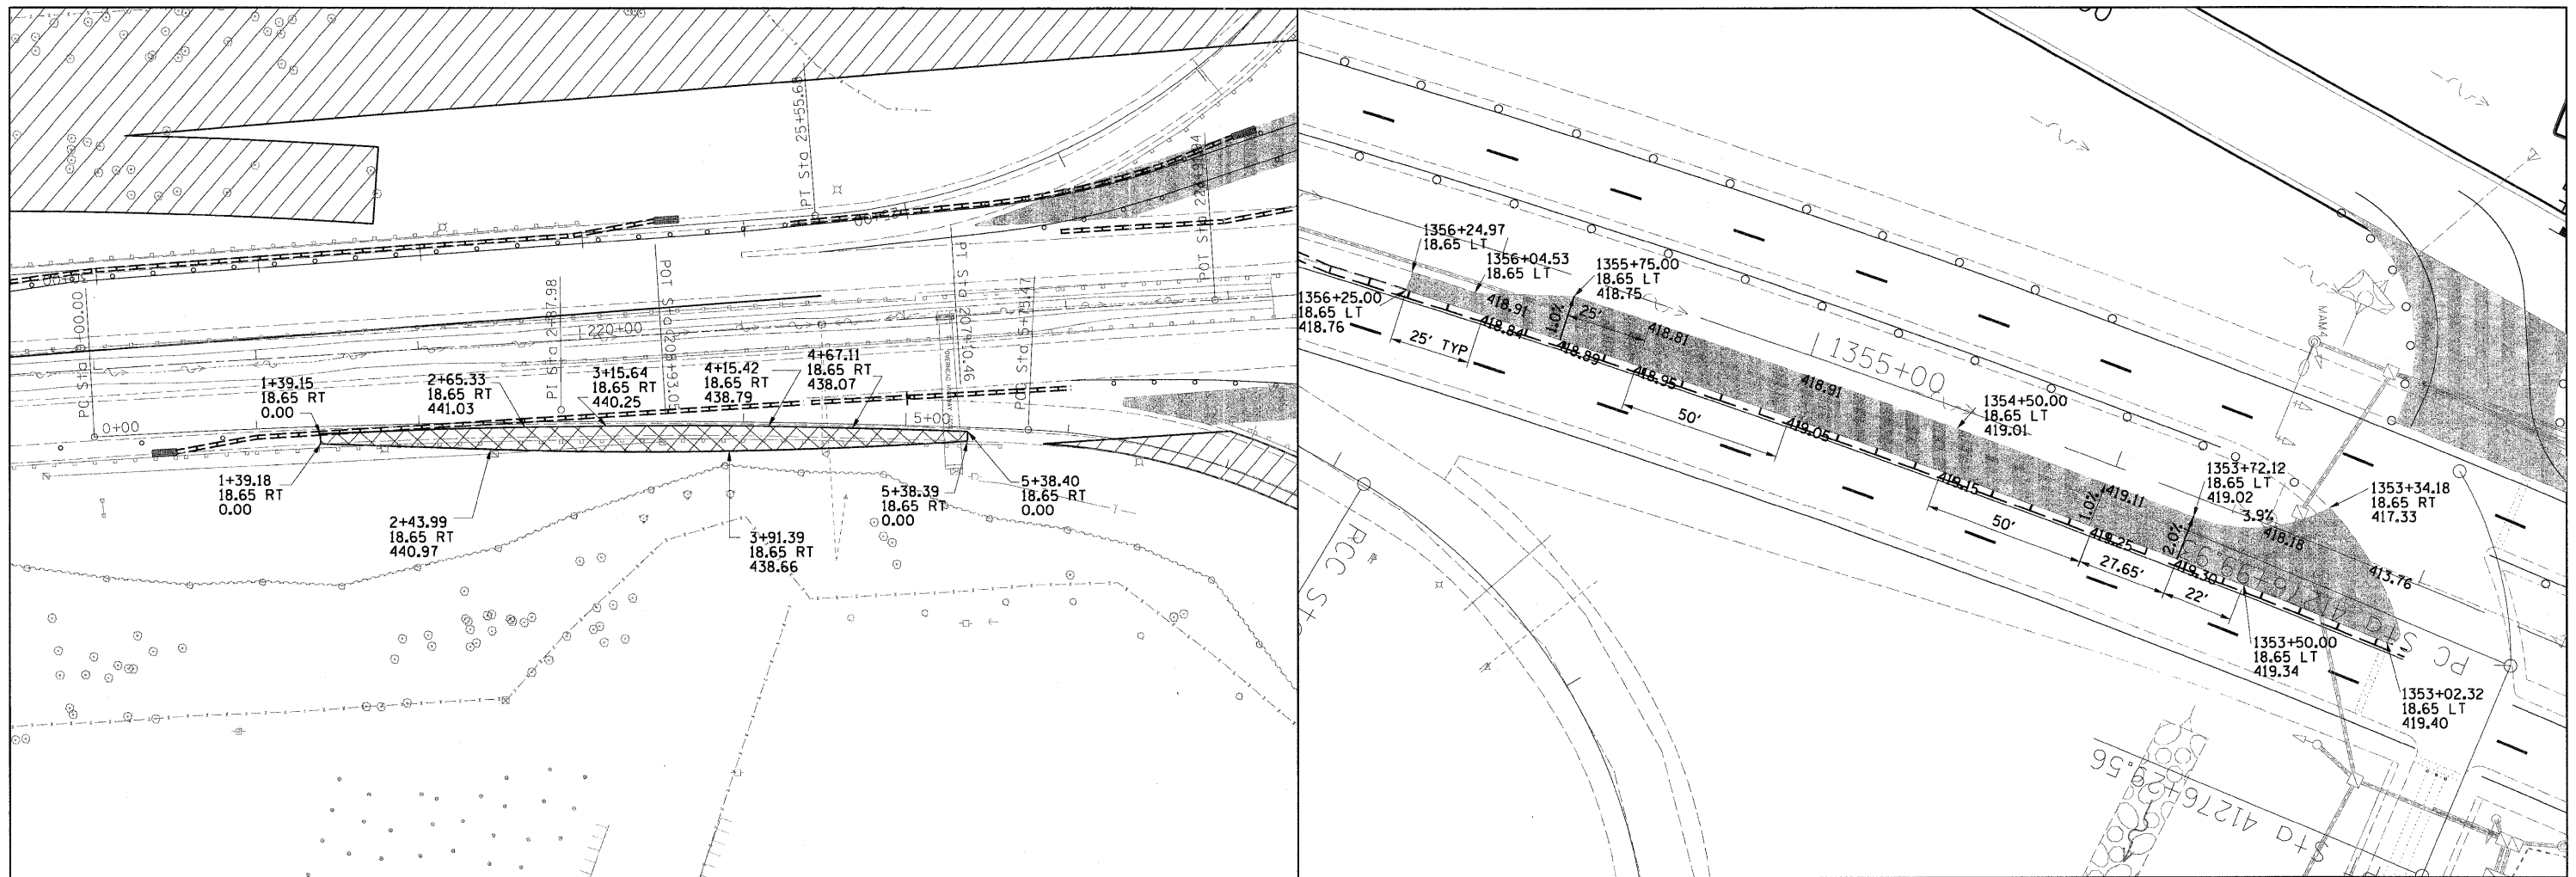 PT Sta 25+55.68
PC Sta 0+00.00
PI Sta 2+87.98
220+00
POT Sta 208+93.05
PT Sta 207+70.46
0+00
5+00
1+39.15
18.65 RT
0.00
2+65.33
18.65 RT
441.03
3+15.64
18.65 RT
440.25
4+15.42
18.65 RT
438.79
4+67.11
18.65 RT
438.07
1+39.18
18.65 RT
0.00
2+43.99
18.65 RT
440.97
3+91.39
18.65 RT
438.66
5+38.39
18.65 RT
0.00
5+38.40
18.65 RT
0.00
1356+24.97
18.65 LT
1356+04.53
18.65 LT
1355+75.00
18.65 LT
418.75
1356+25.00
18.65 LT
418.76
25' TYP
418.91
418.84
1.0%
25'
418.89
418.81
418.95
50'
1355+00
418.91
419.05
1354+50.00
18.65 LT
419.01
419.15
50'
1.0%
419.11
419.25
27.65'
1353+72.12
18.65 LT
419.02
2.0%
3.9%
418.18
419.30
22'
1353+34.18
18.65 RT
417.33
413.76
1353+50.00
18.65 LT
419.34
1353+02.32
18.65 LT
419.40
PCC Sta
PC Sta
Sta 41276+29.56
MAM4